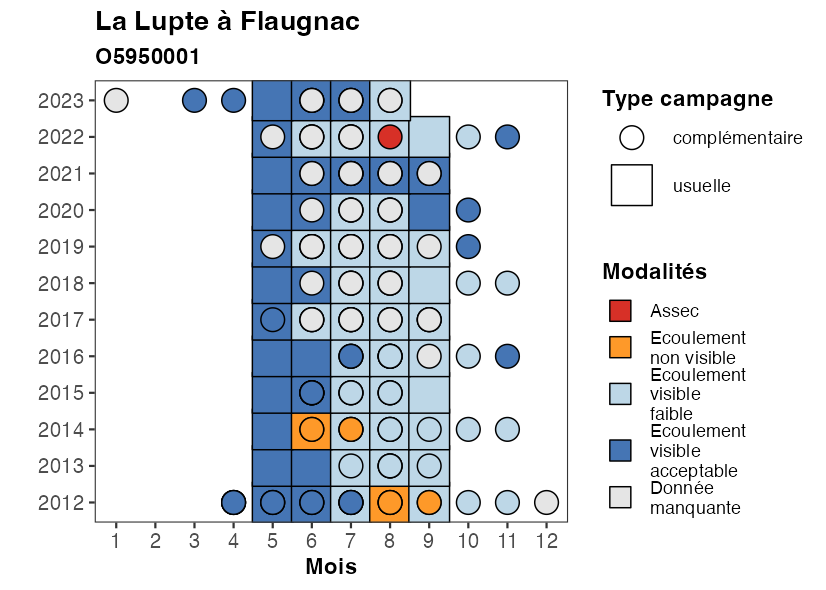 La Lupte à Flaugnac
O5950001
2023
2022
2021
2020
2019
2018
2017
2016
2015
2014
2013
2012
1 2 3 4 5 6 7 8 9 10 11 12
Mois
Type campagne
complémentaire
usuelle
Modalités
Assec
Ecoulement
non visible
Ecoulement
visible
faible
Ecoulement
visible
acceptable
Donnée
manquante